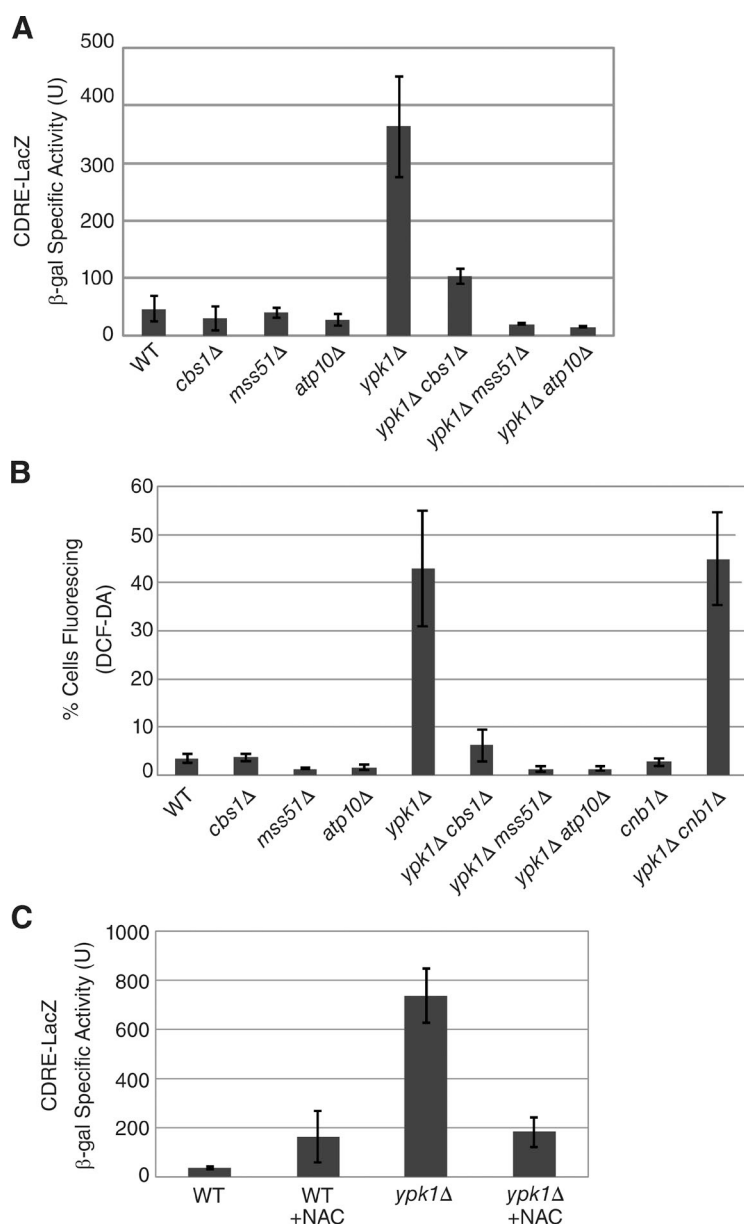 A
CDRE-LacZ
β-gal Specific Activity (U)
500
400
300
200
100
0
WT
cbs1Δ
mss51Δ
atp10Δ
ypk1Δ
ypk1Δ cbs1Δ
ypk1Δ mss51Δ
ypk1Δ atp10Δ
B
% Cells Fluorescing
(DCF-DA)
60
50
40
30
20
10
0
WT
cbs1Δ
mss51Δ
atp10Δ
ypk1Δ
ypk1Δ cbs1Δ
ypk1Δ mss51Δ
ypk1Δ atp10Δ
cnb1Δ
ypk1Δ cnb1Δ
C
CDRE-LacZ
β-gal Specific Activity (U)
1000
800
600
400
200
0
WT
WT
+NAC
ypk1Δ
ypk1Δ
+NAC